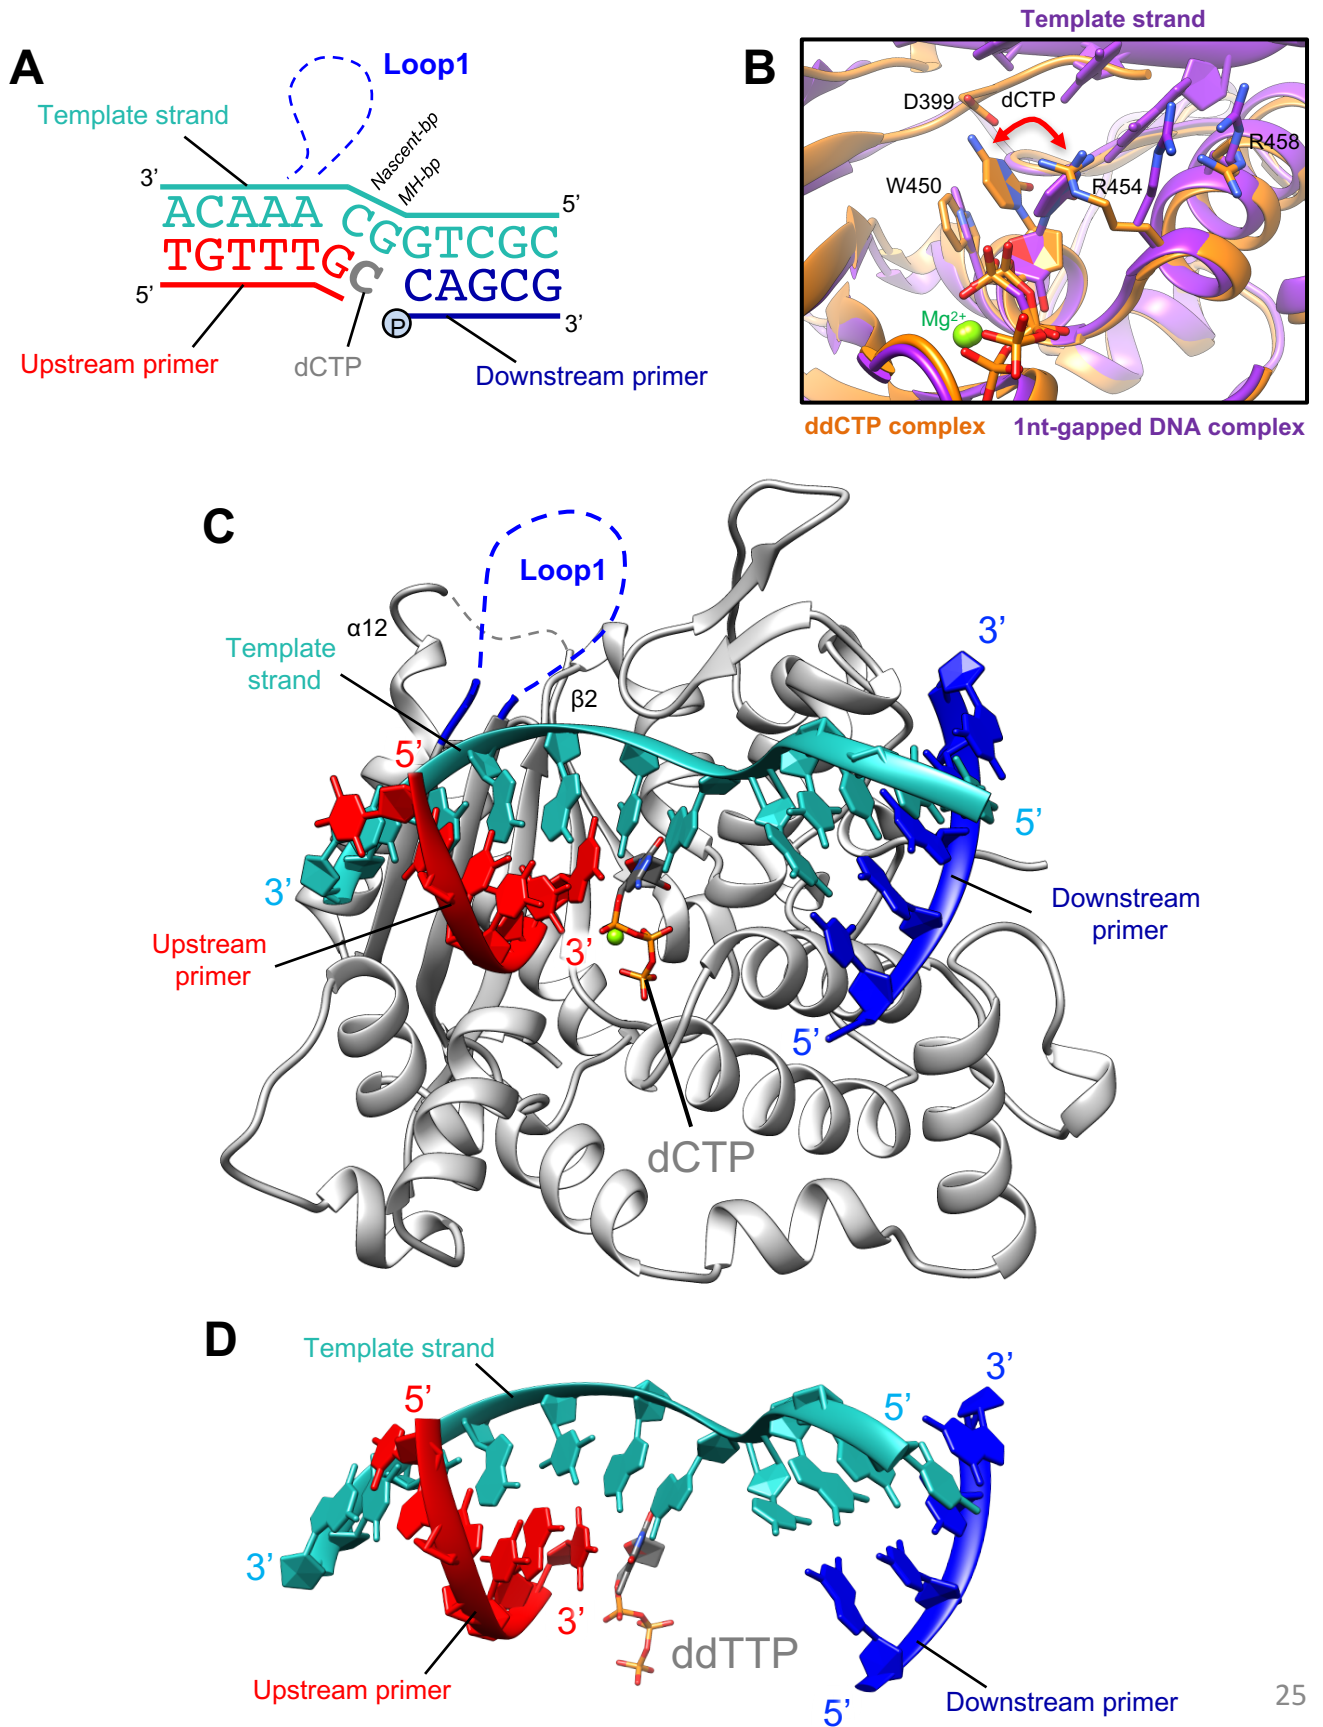 A
Loop1
Template strand
Nascent-bp
MH-bp
3’
5’
ACAAA
CG
GTCGC
TGTTTG
C
CAGCG
5’
P
3’
Upstream primer
dCTP
Downstream primer
Template strand
B
D399
dCTP
R458
W450
R454
Mg²⁺
ddCTP complex
1nt-gapped DNA complex
C
Loop1
α12
Template
strand
β2
3’
5’
5’
3’
Downstream
primer
Upstream
primer
3’
5’
dCTP
D
Template strand
3’
5’
5’
3’
3’
ddTTP
Upstream primer
5’
Downstream primer
25